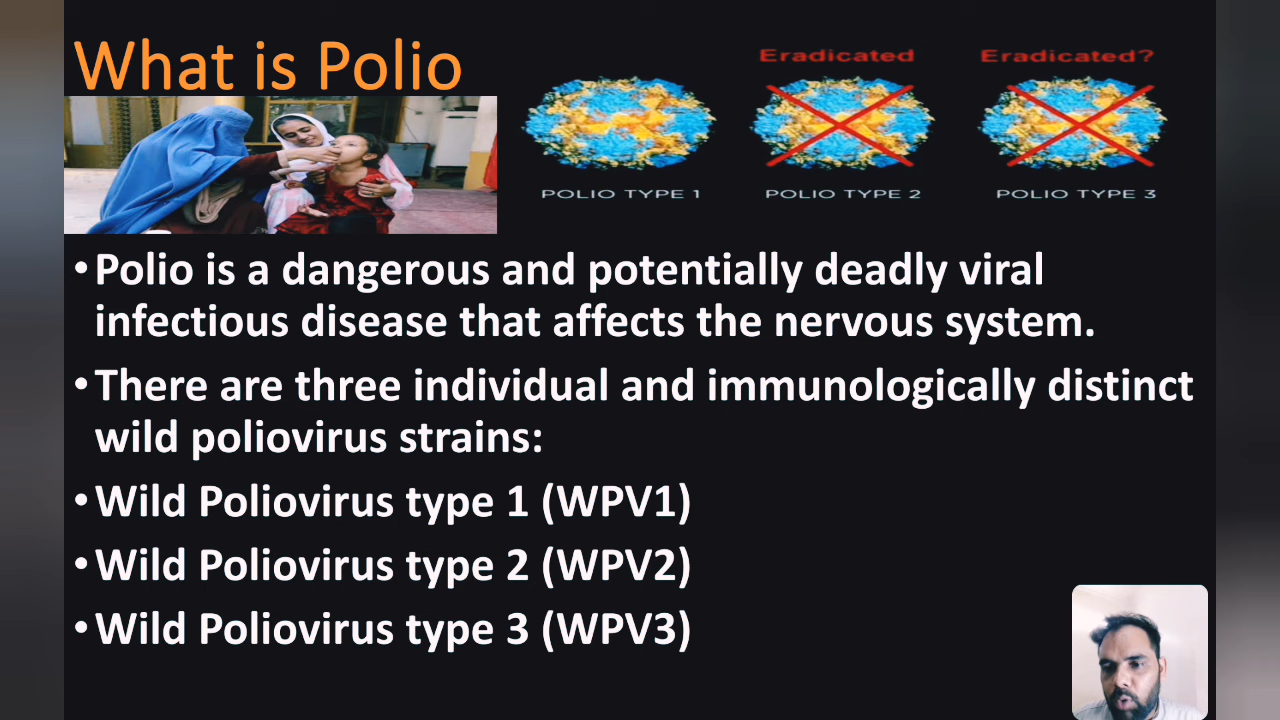 What is Polio
Eradicated
Eradicated?
POLIO TYPE 1
POLIO TYPE 2
POLIO TYPE 3
• Polio is a dangerous and potentially deadly viral
infectious disease that affects the nervous system.
• There are three individual and immunologically distinct
wild poliovirus strains:
• Wild Poliovirus type 1 (WPV1)
• Wild Poliovirus type 2 (WPV2)
• Wild Poliovirus type 3 (WPV3)